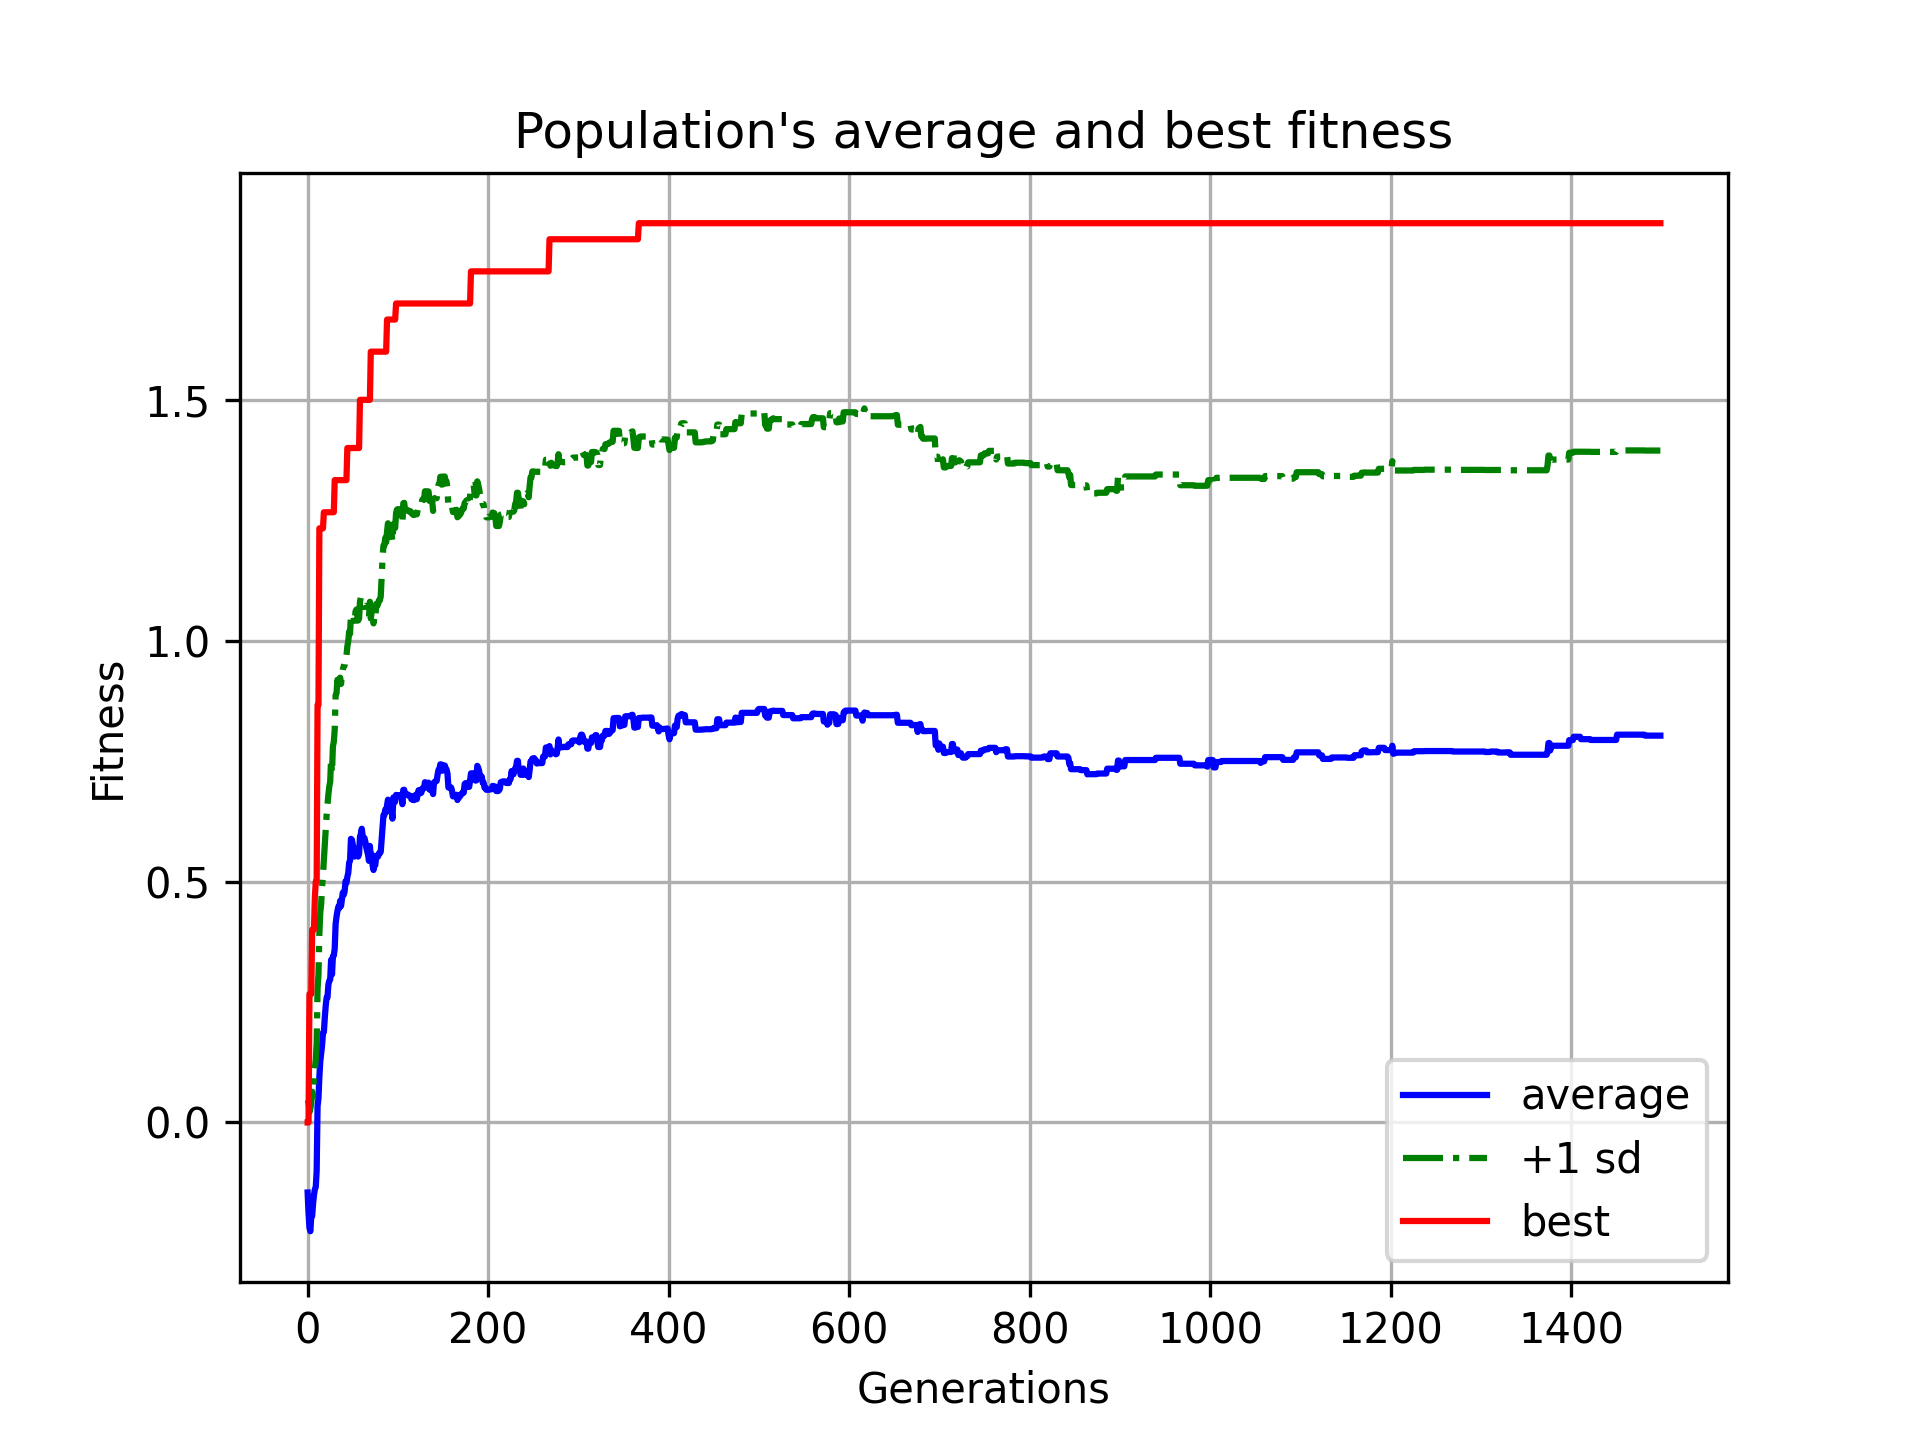 Population's average and best fitness
Fitness
1.5
1.0
0.5
0.0
0 200 400 600 800 1000 1200 1400
Generations
average
+1 sd
best